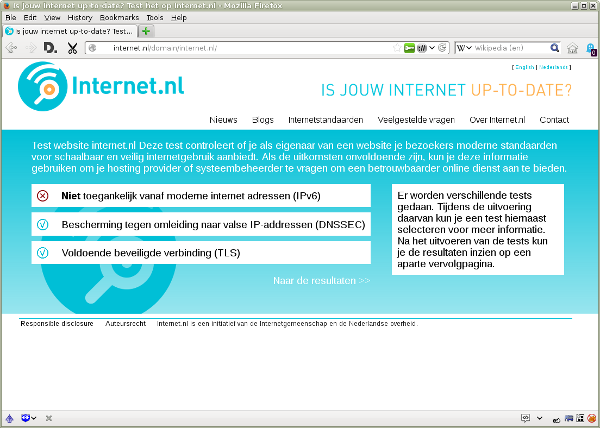 Is jouw Internet up-to-date? Test het op Internet.nl - Mozilla Firefox
File Edit View History Bookmarks Tools Help
Is jouw Internet up-to-date? Test...
internet.nl/domain/internet.nl/
Wikipedia (en)
[ English | Nederlands ]
Internet.nl
IS JOUW INTERNET UP-TO-DATE?
Nieuws Blogs Internetstandaarden Veelgestelde vragen Over Internet.nl Contact
Test website internet.nl Deze test controleert of je als eigenaar van een website je bezoekers moderne standaarden
voor schaalbaar en veilig internetgebruik aanbiedt. Als de uitkomsten onvoldoende zijn, kun je deze informatie
gebruiken om je hosting provider of systeembeheerder te vragen om een betrouwbaarder online dienst aan te bieden.
Niet toegankelijk vanaf moderne internet adressen (IPv6)
Bescherming tegen omleiding naar valse IP-addressen (DNSSEC)
Voldoende beveiligde verbinding (TLS)
Naar de resultaten >>
Er worden verschillende tests
gedaan. Tijdens de uitvoering
daarvan kun je een test hiernaast
selecteren voor meer informatie.
Na het uitvoeren van de tests kun
je de resultaten inzien op een
aparte vervolgpagina.
Responsible disclosure Auteursrecht Internet.nl is een initiatief van de Internetgemeenschap en de Nederlandse overheid.